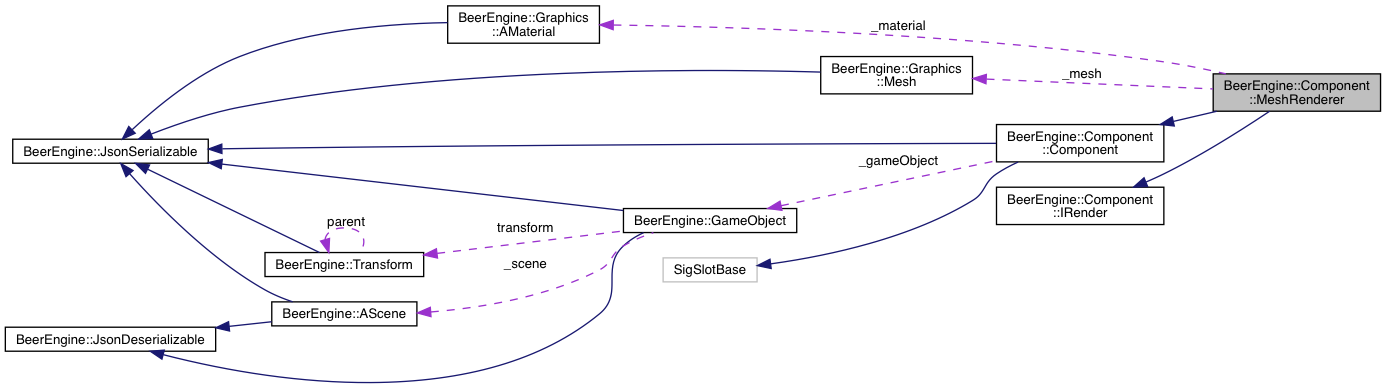 BeerEngine::Graphics
::AMaterial
_material
BeerEngine::Graphics
::Mesh
_mesh
BeerEngine::Component
::MeshRenderer
BeerEngine::JsonSerializable
BeerEngine::Component
::Component
_gameObject
BeerEngine::Component
::IRender
parent
transform
BeerEngine::GameObject
BeerEngine::Transform
_scene
SigSlotBase
BeerEngine::AScene
BeerEngine::JsonDeserializable